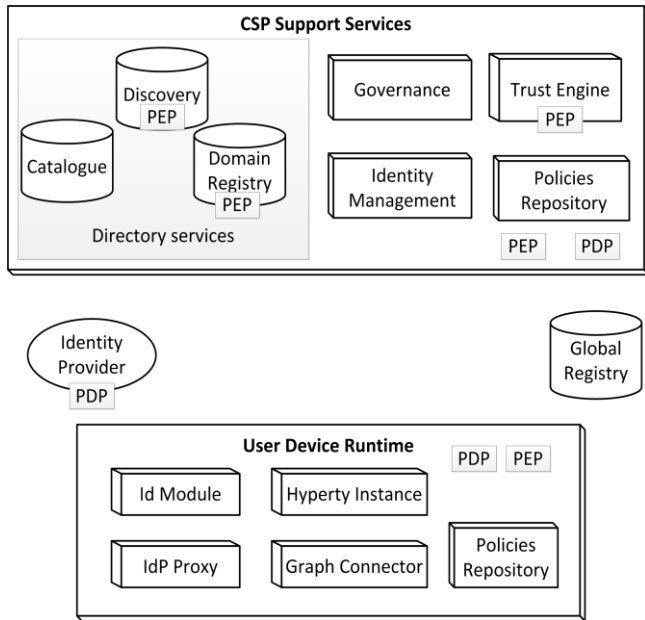 CSP Support Services
Discovery
PEP
Catalogue
Domain
Registry
PEP
Directory services
Governance
Trust Engine
PEP
Identity
Management
Policies
Repository
PEP
PDP
Identity
Provider
PDP
Global
Registry
User Device Runtime
PDP
PEP
Id Module
Hyperty Instance
IdP Proxy
Graph Connector
Policies
Repository